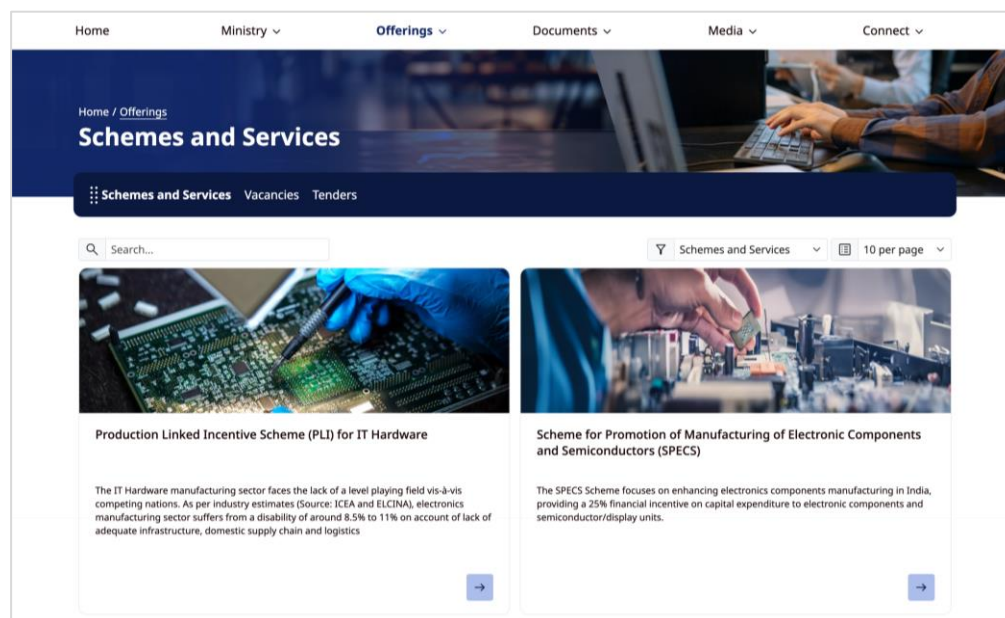 Home Ministry Offerings Documents Media Connect
Home / Offerings
Schemes and Services
Schemes and Services Vacancies Tenders
Search... Schemes and Services 10 per page
Production Linked Incentive Scheme (PLI) for IT Hardware
The IT Hardware manufacturing sector faces the lack of a level playing field vis-à-vis
competing nations. As per industry estimates (Source: ICEA and ELCINA), electronics
manufacturing sector suffers from a disability of around 8.5% to 11% on account of lack of
adequate infrastructure, domestic supply chain and logistics
Scheme for Promotion of Manufacturing of Electronic Components
and Semiconductors (SPECS)
The SPECS Scheme focuses on enhancing electronics components manufacturing in India,
providing a 25% financial incentive on capital expenditure to electronic components and
semiconductor/display units.